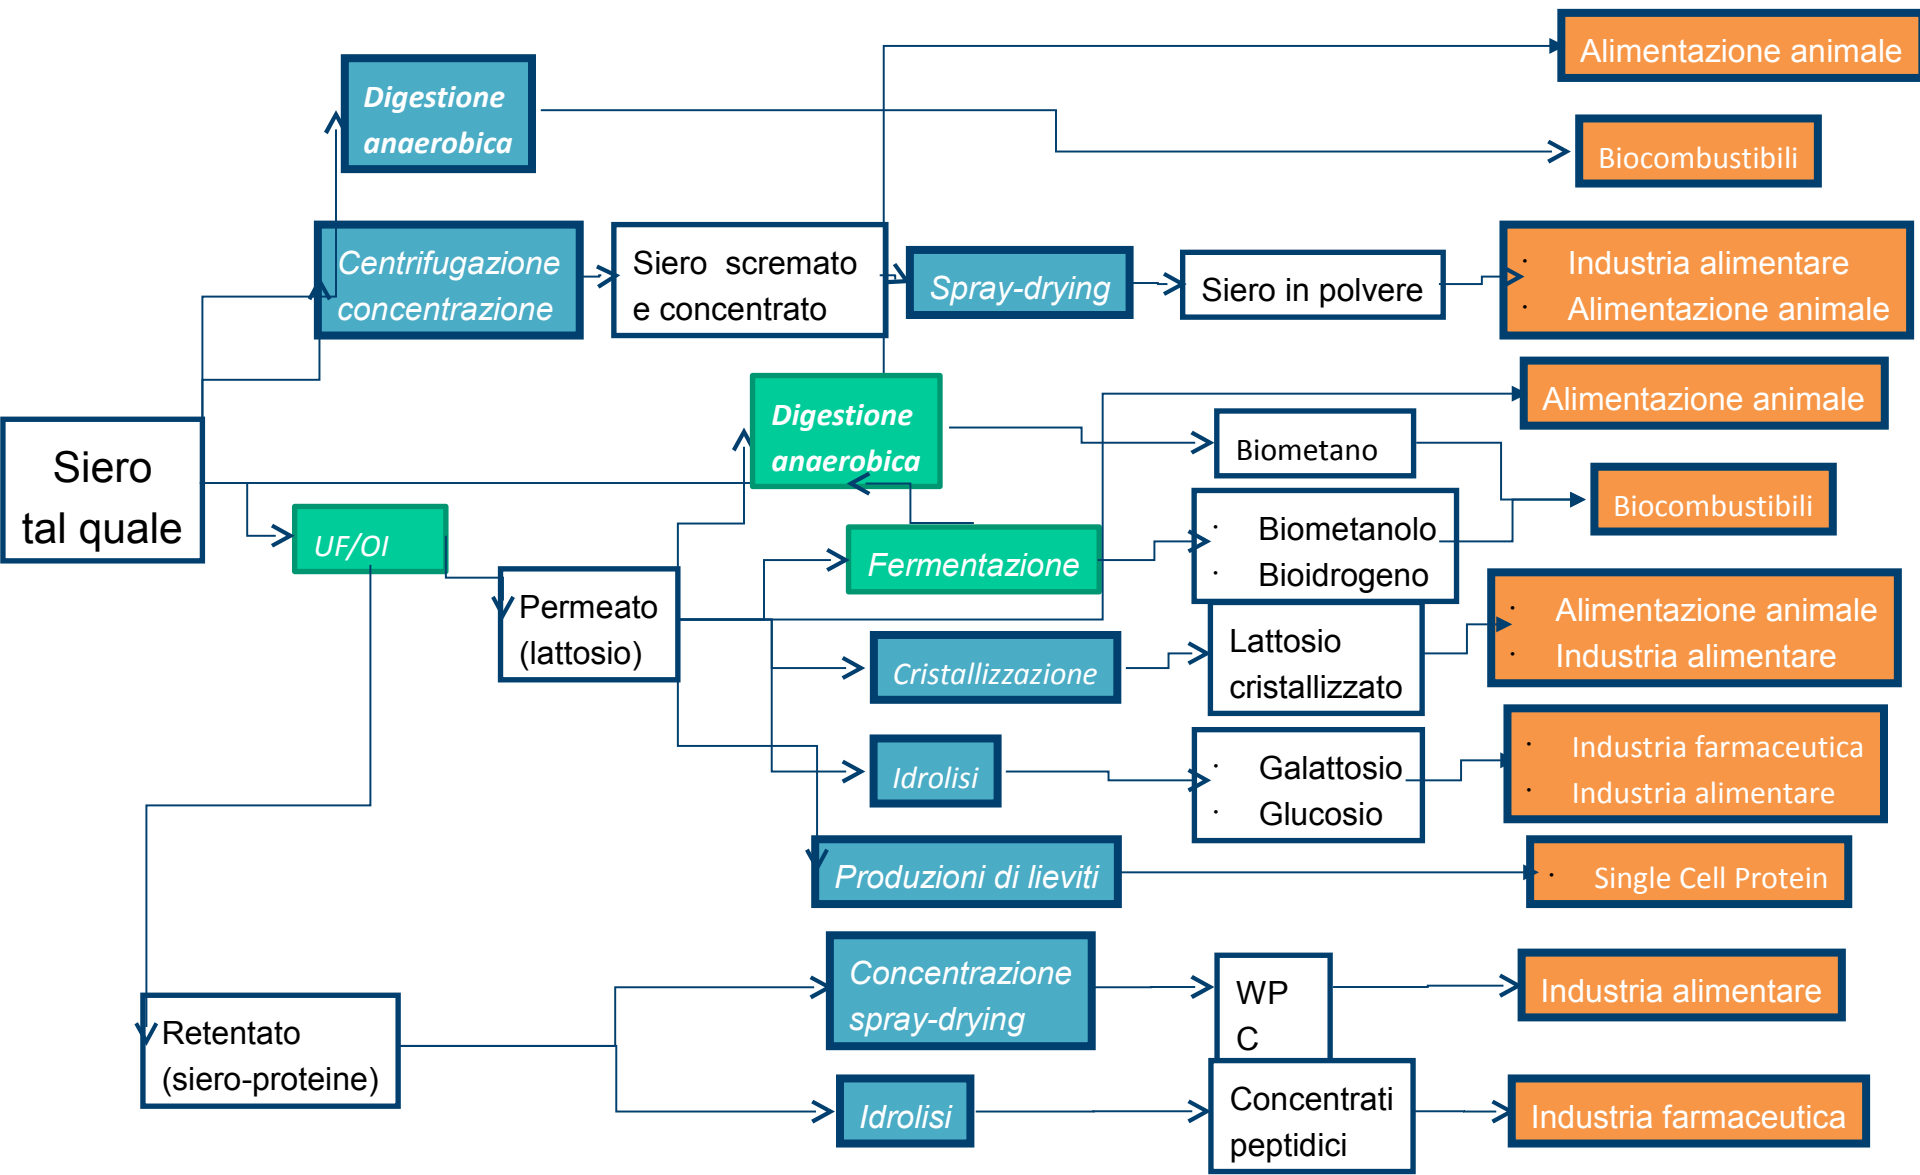 Alimentazione animale
Digestione
anaerobica
Biocombustibili
Centrifugazione
concentrazione
Siero scremato
e concentrato
Spray-drying
Siero in polvere
· Industria alimentare
· Alimentazione animale
Alimentazione animale
Digestione
anaerobica
Biometano
Siero
tal quale
Biocombustibili
UF/OI
· Biometanolo
· Bioidrogeno
Fermentazione
Permeato
(lattosio)
· Alimentazione animale
· Industria alimentare
Cristallizzazione
Lattosio
cristallizzato
· Industria farmaceutica
· Industria alimentare
Idrolisi
· Galattosio
· Glucosio
Produzioni di lieviti
· Single Cell Protein
Concentrazione
spray-drying
WP
C
Industria alimentare
Retentato
(siero-proteine)
Idrolisi
Concentrati
peptidici
Industria farmaceutica